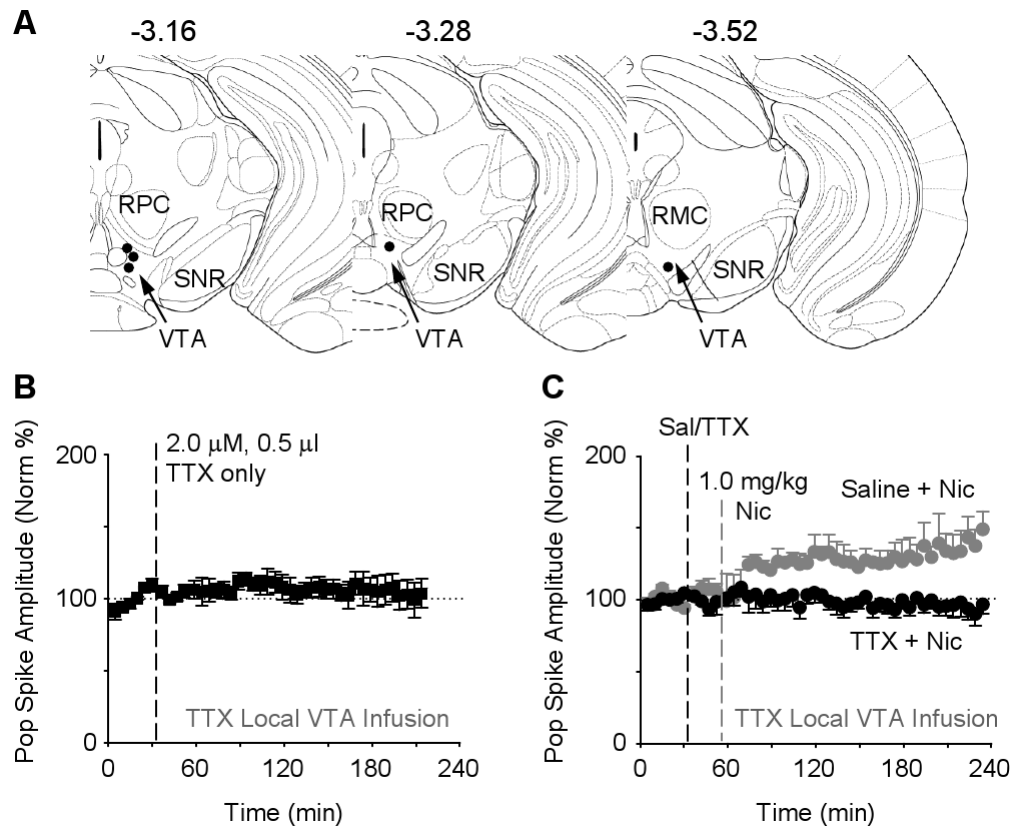 A
-3.16
-3.28
-3.52
RPC
SNR
VTA
RPC
SNR
VTA
RMC
SNR
VTA
B
Pop Spike Amplitude (Norm %)
200
100
0
2.0 μM, 0.5 μl
TTX only
TTX Local VTA Infusion
0
60
120
180
240
Time (min)
C
Pop Spike Amplitude (Norm %)
200
100
0
Sal/TTX
1.0 mg/kg
Nic
Saline + Nic
TTX + Nic
TTX Local VTA Infusion
0
60
120
180
240
Time (min)